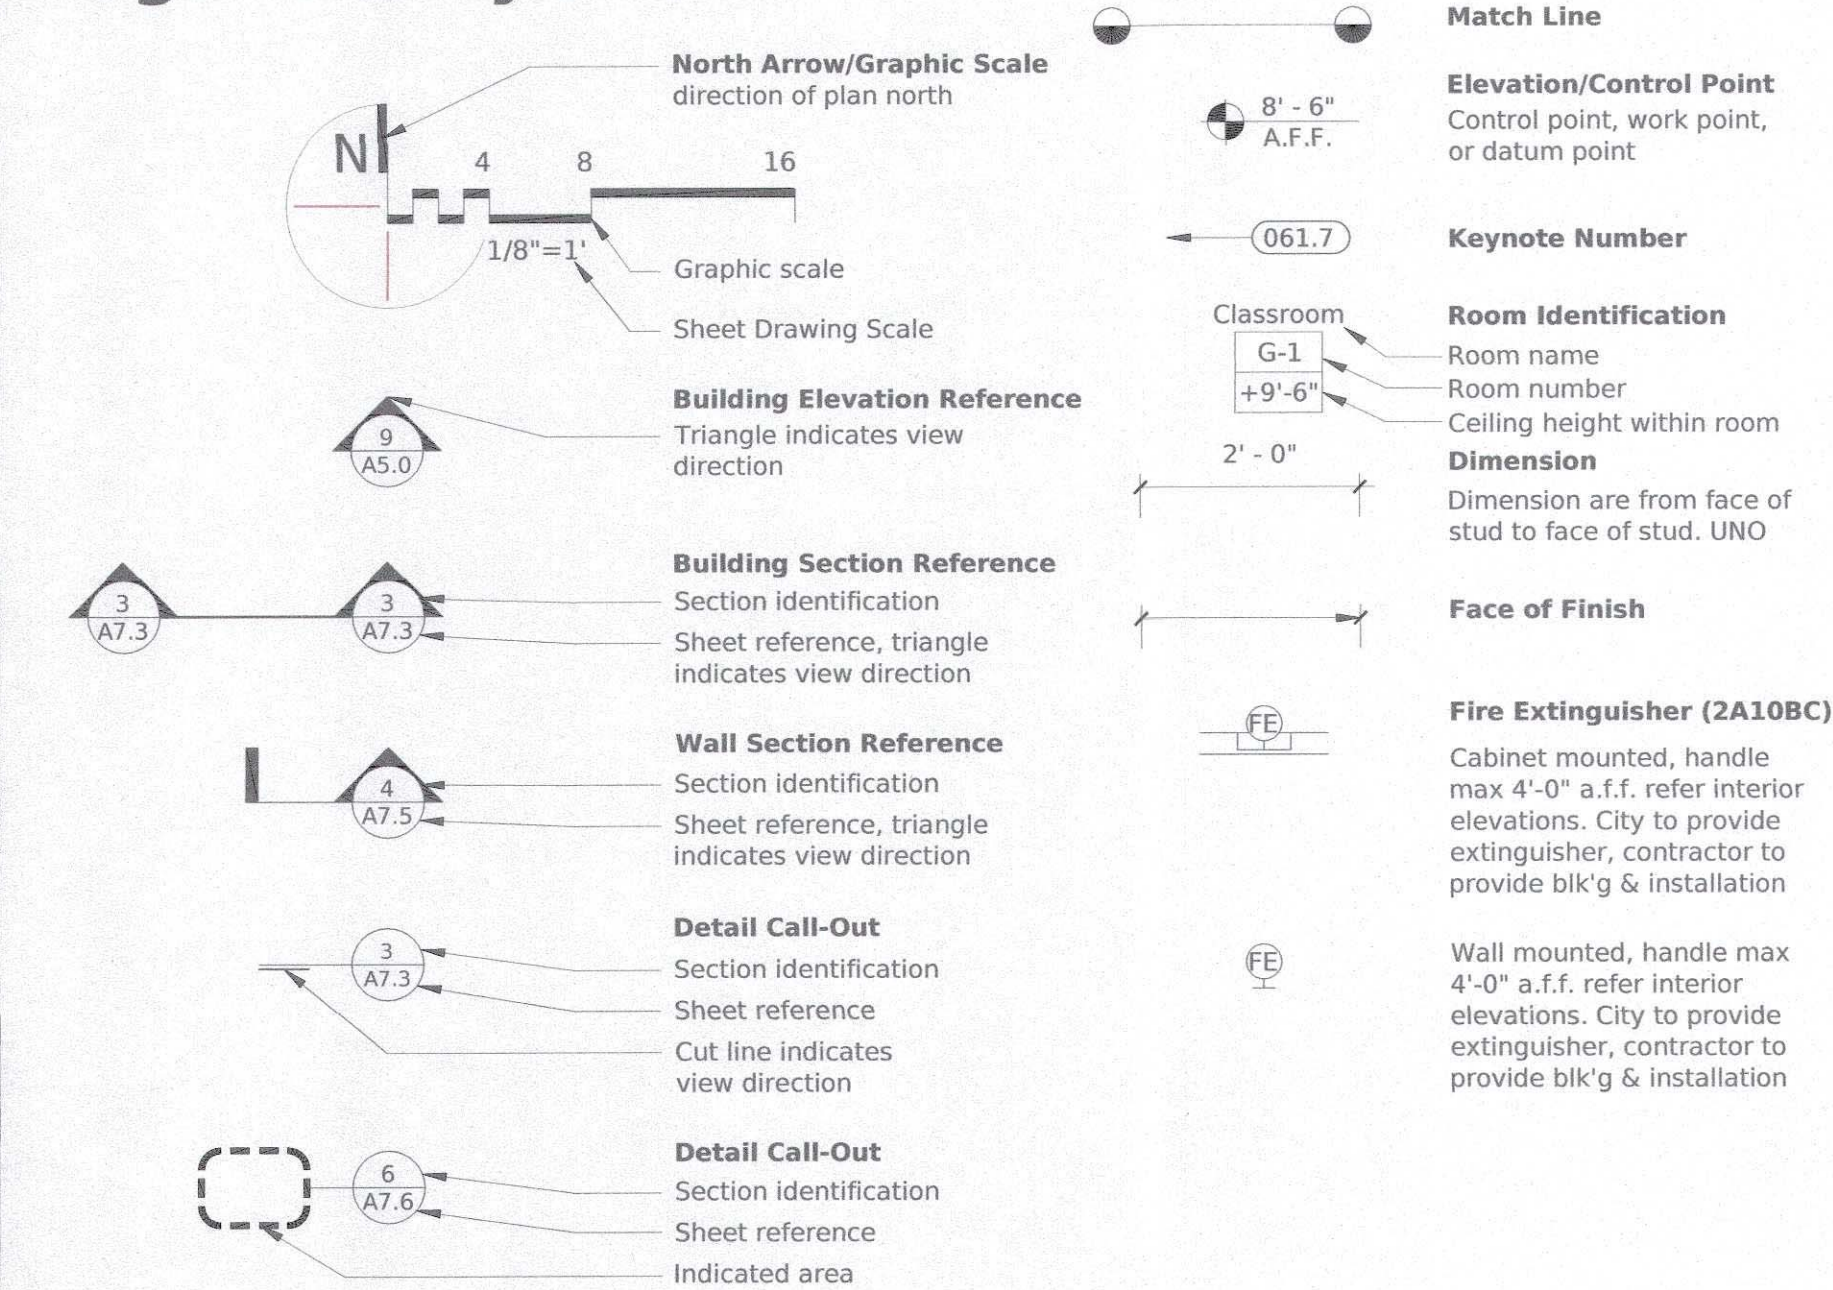 North Arrow/Graphic Scale
direction of plan north
N
4 8 16
1/8"=1'
Graphic scale
Sheet Drawing Scale
Building Elevation Reference
9
A5.0
Triangle indicates view
direction
Building Section Reference
3
A7.3
3
A7.3
Section identification
Sheet reference, triangle
indicates view direction
Wall Section Reference
4
A7.5
Section identification
Sheet reference, triangle
indicates view direction
Detail Call-Out
3
A7.3
Section identification
Sheet reference
Cut line indicates
view direction
Detail Call-Out
6
A7.6
Section identification
Sheet reference
Indicated area
Match Line
8' - 6"
A.F.F.
Elevation/Control Point
Control point, work point,
or datum point
061.7
Keynote Number
Classroom
G-1
+9'-6"
Room Identification
Room name
Room number
Ceiling height within room
2' - 0"
Dimension
Dimension are from face of
stud to face of stud. UNO
Face of Finish
FE
Fire Extinguisher (2A10BC)
Cabinet mounted, handle
max 4'-0" a.f.f. refer interior
elevations. City to provide
extinguisher, contractor to
provide blk'g & installation
FE
Wall mounted, handle max
4'-0" a.f.f. refer interior
elevations. City to provide
extinguisher, contractor to
provide blk'g & installation